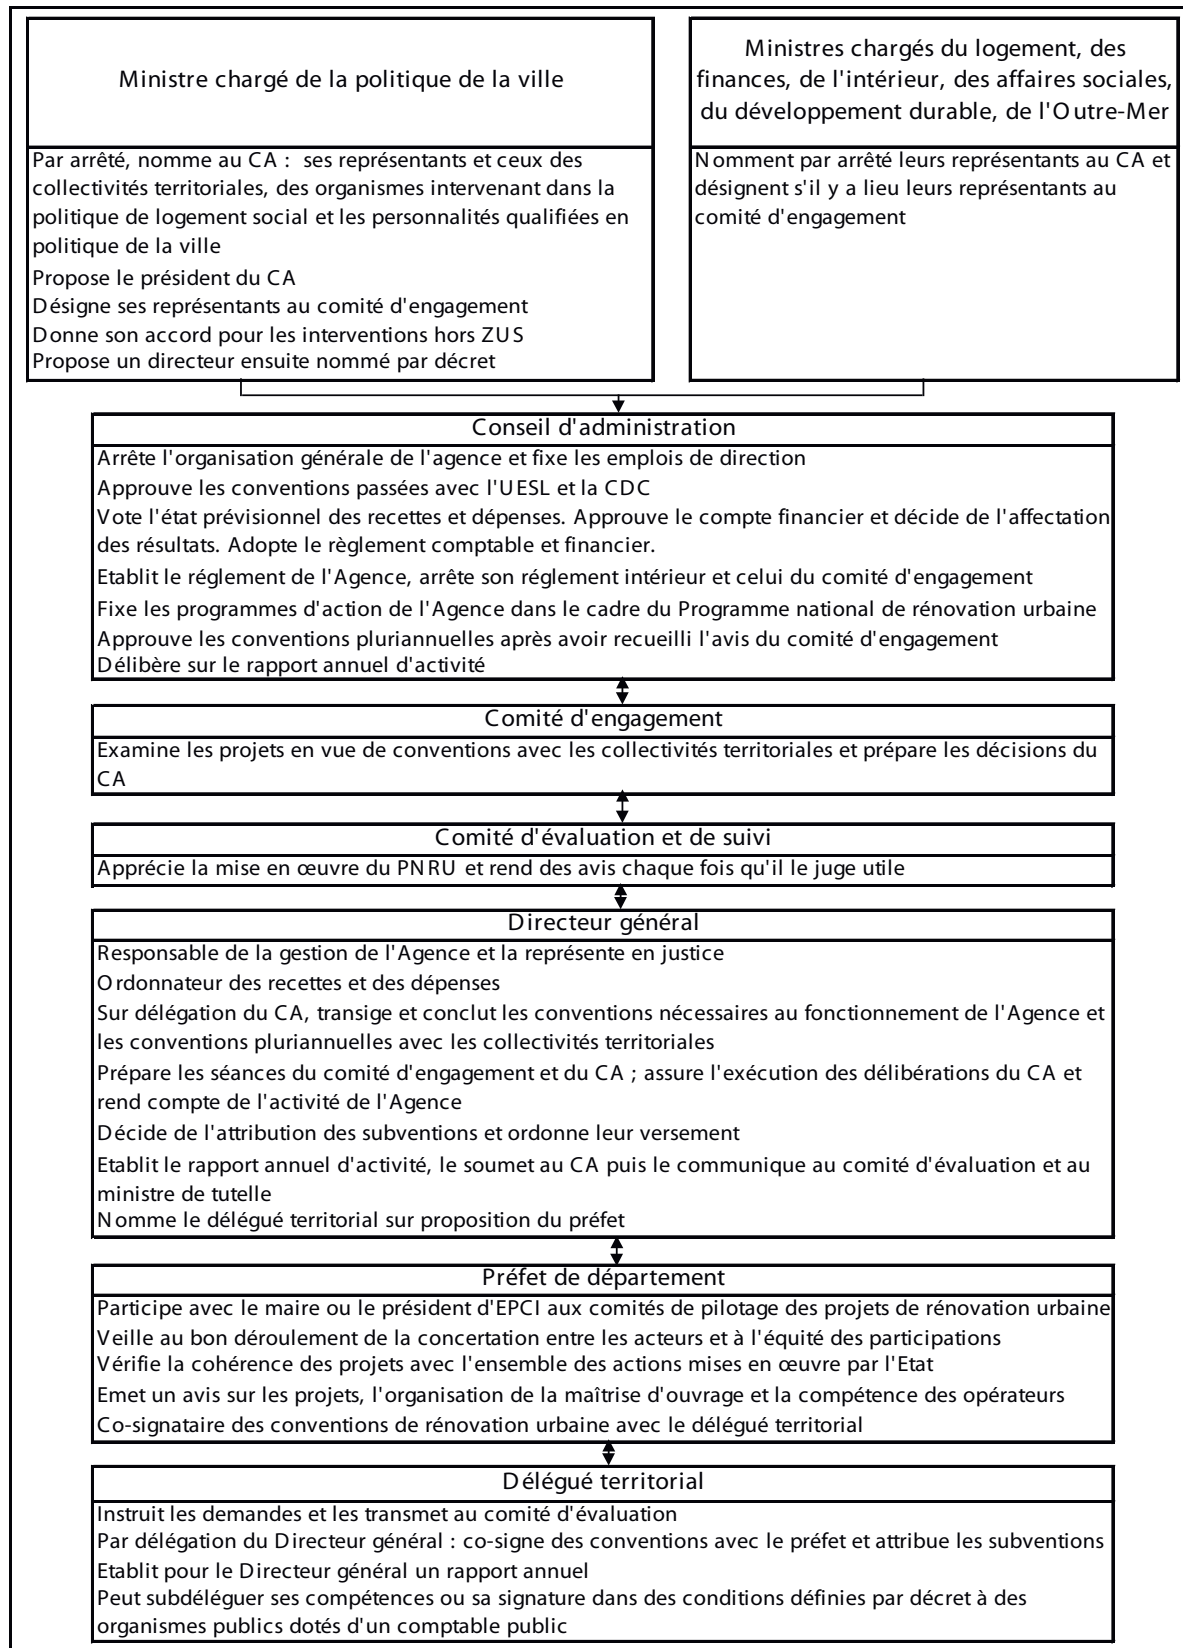 Ministre chargé de la politique de la ville
Par arrêté, nomme au CA : ses représentants et ceux des
collectivités territoriales, des organismes intervenant dans la
politique de logement social et les personnalités qualifiées en
politique de la ville
Propose le président du CA
Désigne ses représentants au comité d'engagement
Donne son accord pour les interventions hors ZUS
Propose un directeur ensuite nommé par décret
Ministres chargés du logement, des
finances, de l'intérieur, des affaires sociales,
du développement durable, de l'Outre-Mer
Nomment par arrêté leurs représentants au CA et
désignent s'il y a lieu leurs représentants au
comité d'engagement
Conseil d'administration
Arrête l'organisation générale de l'agence et fixe les emplois de direction
Approuve les conventions passées avec l'UESL et la CDC
Vote l'état prévisionnel des recettes et dépenses. Approuve le compte financier et décide de l'affectation
des résultats. Adopte le règlement comptable et financier.
Etablit le réglement de l'Agence, arrête son réglement intérieur et celui du comité d'engagement
Fixe les programmes d'action de l'Agence dans le cadre du Programme national de rénovation urbaine
Approuve les conventions pluriannuelles après avoir recueilli l'avis du comité d'engagement
Délibère sur le rapport annuel d'activité
Comité d'engagement
Examine les projets en vue de conventions avec les collectivités territoriales et prépare les décisions du
CA
Comité d'évaluation et de suivi
Apprécie la mise en œuvre du PNRU et rend des avis chaque fois qu'il le juge utile
Directeur général
Responsable de la gestion de l'Agence et la représente en justice
Ordonnateur des recettes et des dépenses
Sur délégation du CA, transige et conclut les conventions nécessaires au fonctionnement de l'Agence et
les conventions pluriannuelles avec les collectivités territoriales
Prépare les séances du comité d'engagement et du CA ; assure l'exécution des délibérations du CA et
rend compte de l'activité de l'Agence
Décide de l'attribution des subventions et ordonne leur versement
Etablit le rapport annuel d'activité, le soumet au CA puis le communique au comité d'évaluation et au
ministre de tutelle
Nomme le délégué territorial sur proposition du préfet
Préfet de département
Participe avec le maire ou le président d'EPCI aux comités de pilotage des projets de rénovation urbaine
Veille au bon déroulement de la concertation entre les acteurs et à l'équité des participations
Vérifie la cohérence des projets avec l'ensemble des actions mises en œuvre par l'Etat
Emet un avis sur les projets, l'organisation de la maîtrise d'ouvrage et la compétence des opérateurs
Co-signataire des conventions de rénovation urbaine avec le délégué territorial
Délégué territorial
Instruit les demandes et les transmet au comité d'évaluation
Par délégation du Directeur général : co-signe des conventions avec le préfet et attribue les subventions
Etablit pour le Directeur général un rapport annuel
Peut subdéléguer ses compétences ou sa signature dans des conditions définies par décret à des
organismes publics dotés d'un comptable public